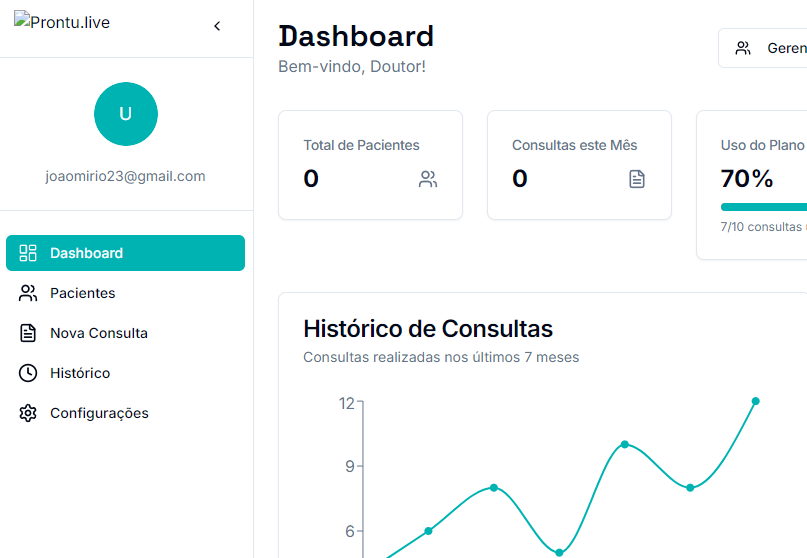 Prontu.live
U
joaomirio23@gmail.com
Dashboard
Pacientes
Nova Consulta
Histórico
Configurações
Dashboard
Bem-vindo, Doutor!
Total de Pacientes
0
Consultas este Mês
0
Uso do Plano
70%
7/10 consultas
Histórico de Consultas
Consultas realizadas nos últimos 7 meses
12
9
6